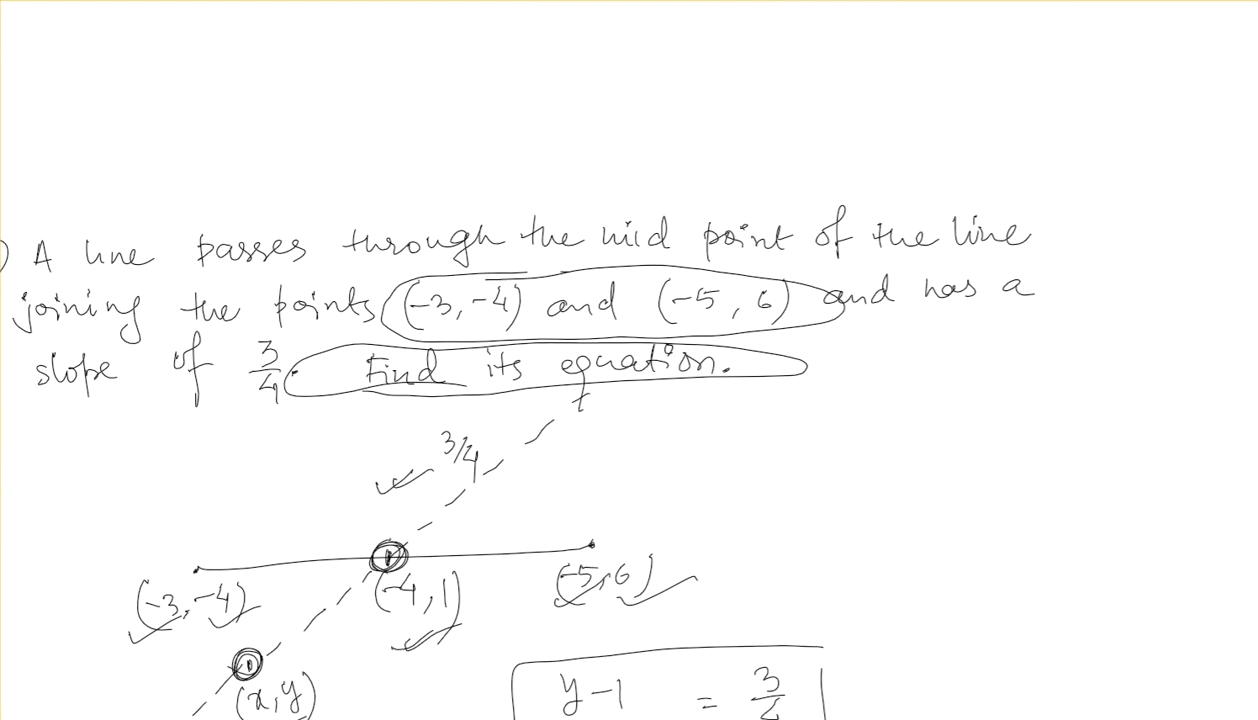 ) A line passes through the mid point of the line
joining the points (-3, -4) and (-5, 6) and has a
slope of 3/4. Find its equation.
3/4
(-3, -4) (-4, 1) (-5, 6)
(x, y)
y-1 = 3/4